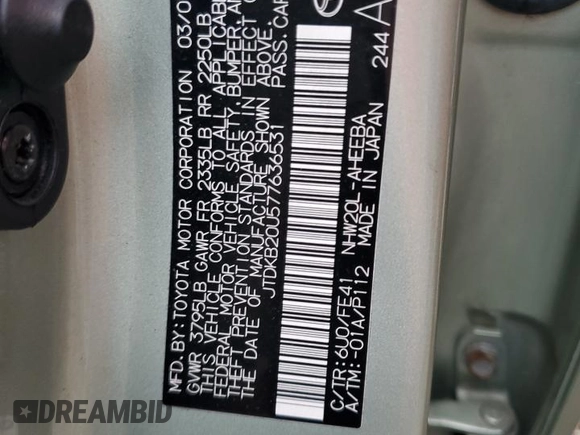 MFD. BY: TOYOTA MOTOR CORPORATION 03/0
GVWR 3795LB GAWR FR 2335LB RR 2250LB
THIS VEHICLE CONFORMS TO ALL APPLICAB
FEDERAL MOTOR VEHICLE SAFETY, BUMPER, A
THEFT PREVENTION STANDARDS IN EFFECT O
THE DATE OF MANUFACTURE SHOWN ABOVE.
JTDKB20U577636531 PASS. CAR
C/TR: 6U0/FE41 NHW20L-AHEEBA
A/TM: -01A/P112 MADE IN JAPAN 244 A
DREAMBID